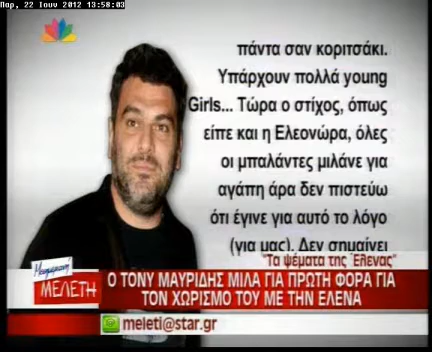 Παρ, 22 Ιουν 2012 13:58:03
πάντα σαν κοριτσάκι.
Υπάρχουν πολλά young
Girls... Τώρα ο στίχος, όπως
είπε και η Ελεονώρα, όλες
οι μπαλάντες μιλάνε για
αγάπη άρα δεν πιστεύω
ότι έγινε για αυτό το λόγο
(για μας). Δεν σημαίνει
"Τα ψέματα της Έλενας"
Μεσημεριανή
ΜΕΛΕΤΗ
Ο ΤΟΝΥ ΜΑΥΡΙΔΗΣ ΜΙΛΑ ΓΙΑ ΠΡΩΤΗ ΦΟΡΑ ΓΙΑ
ΤΟΝ ΧΩΡΙΣΜΟ ΤΟΥ ΜΕ ΤΗΝ ΕΛΕΝΑ
meleti@star.gr